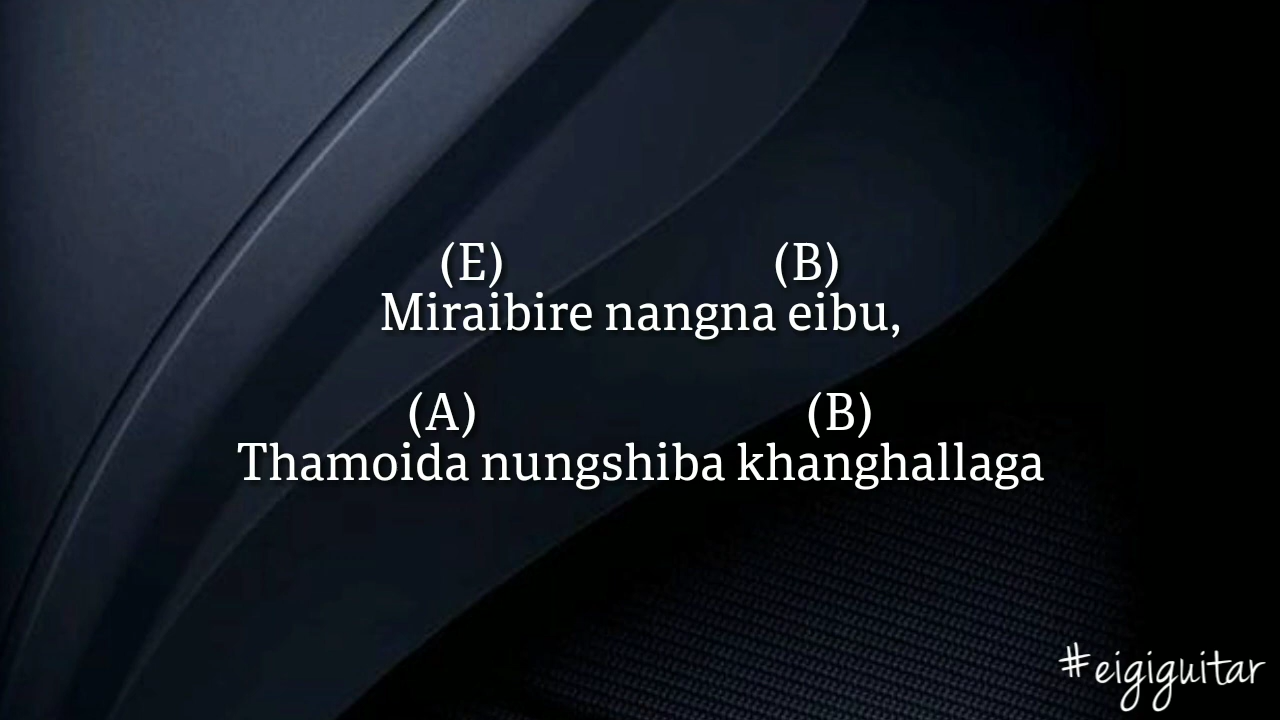 (E) (B)
Miraibire nangna eibu,
(A) (B)
Thamoida nungshiba khanghallaga
#eigiguitar